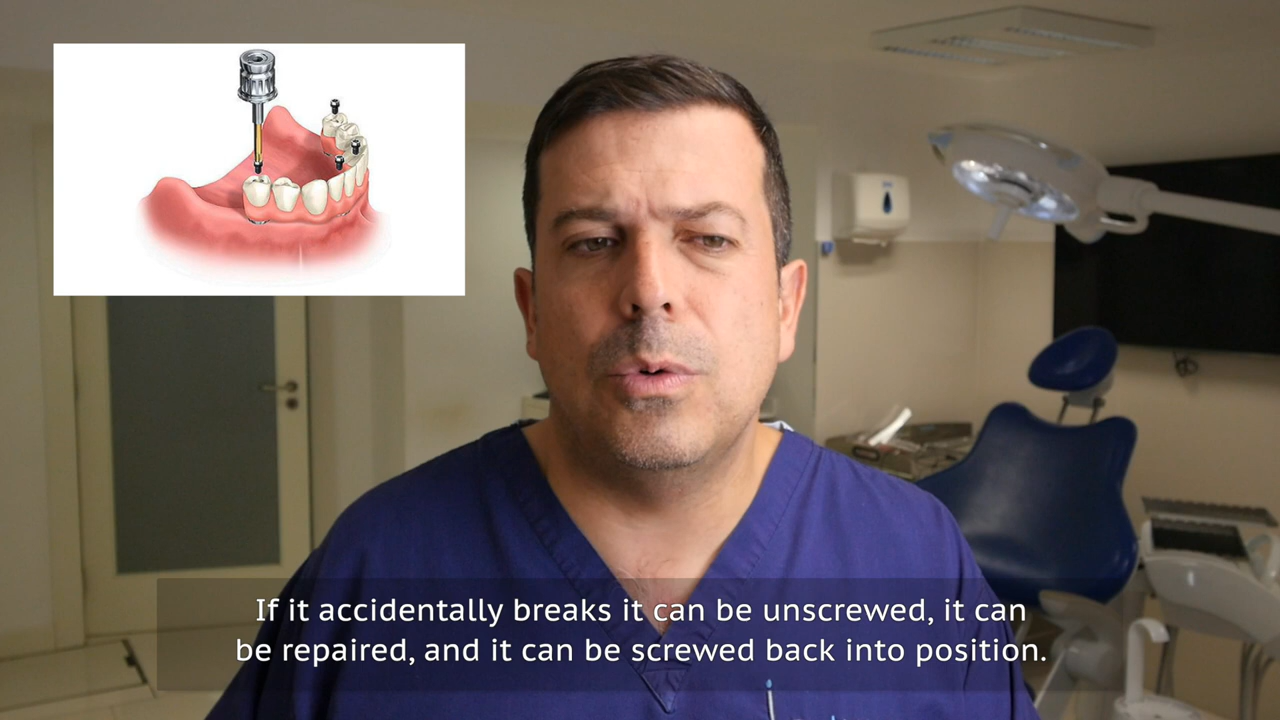 If it accidentally breaks it can be unscrewed, it can
be repaired, and it can be screwed back into position.